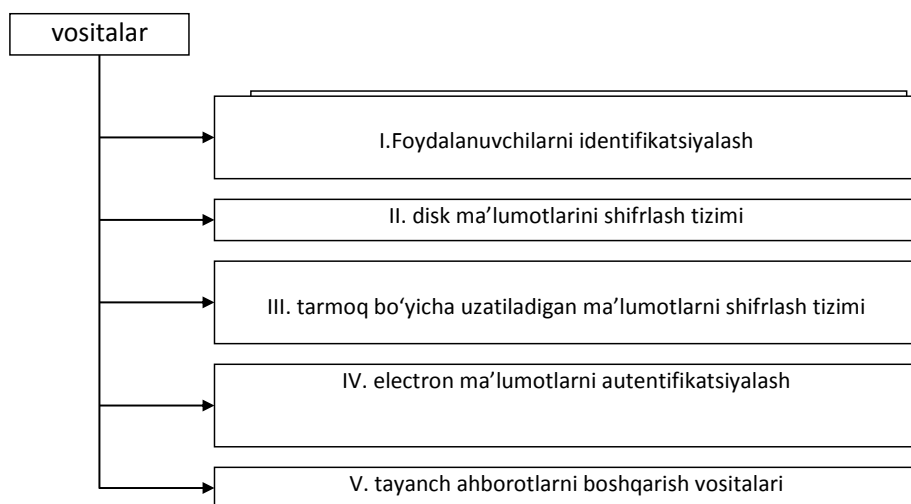 vositalar
I.Foydalanuvchilarni identifikatsiyalash
II. disk ma’lumotlarini shifrlash tizimi
III. tarmoq bo‘yicha uzatiladigan ma’lumotlarni shifrlash tizimi
IV. electron ma’lumotlarni autentifikatsiyalash
V. tayanch ahborotlarni boshqarish vositalari